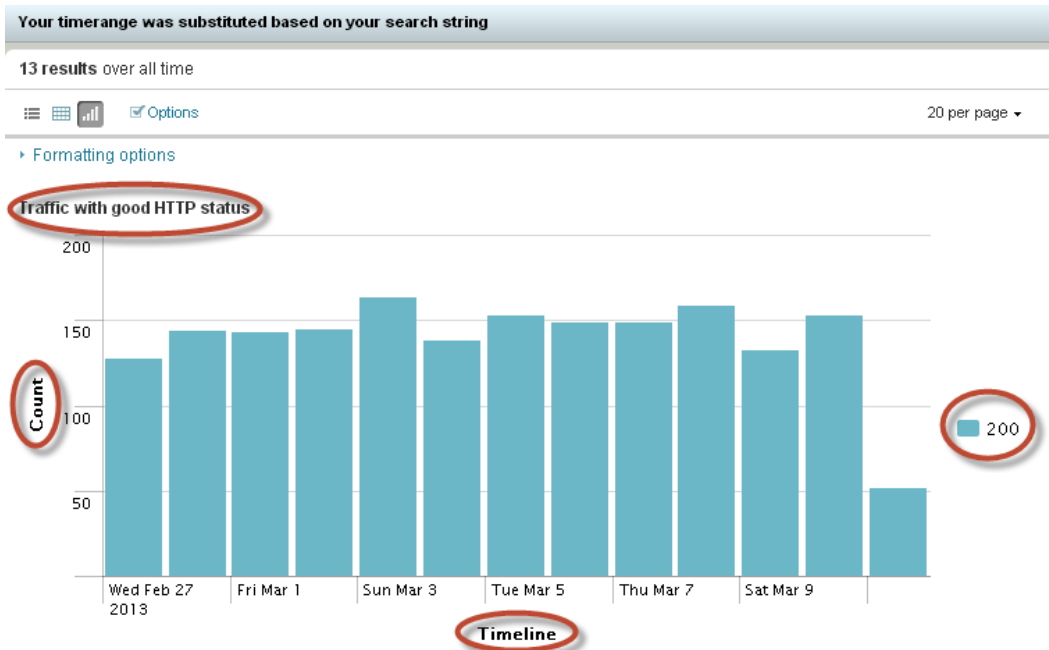 Your timerange was substituted based on your search string
13 results over all time
Options
20 per page
Formatting options
Traffic with good HTTP status
200
150
100
50
Count
200
Wed Feb 27 Fri Mar 1 Sun Mar 3 Tue Mar 5 Thu Mar 7 Sat Mar 9
2013
Timeline